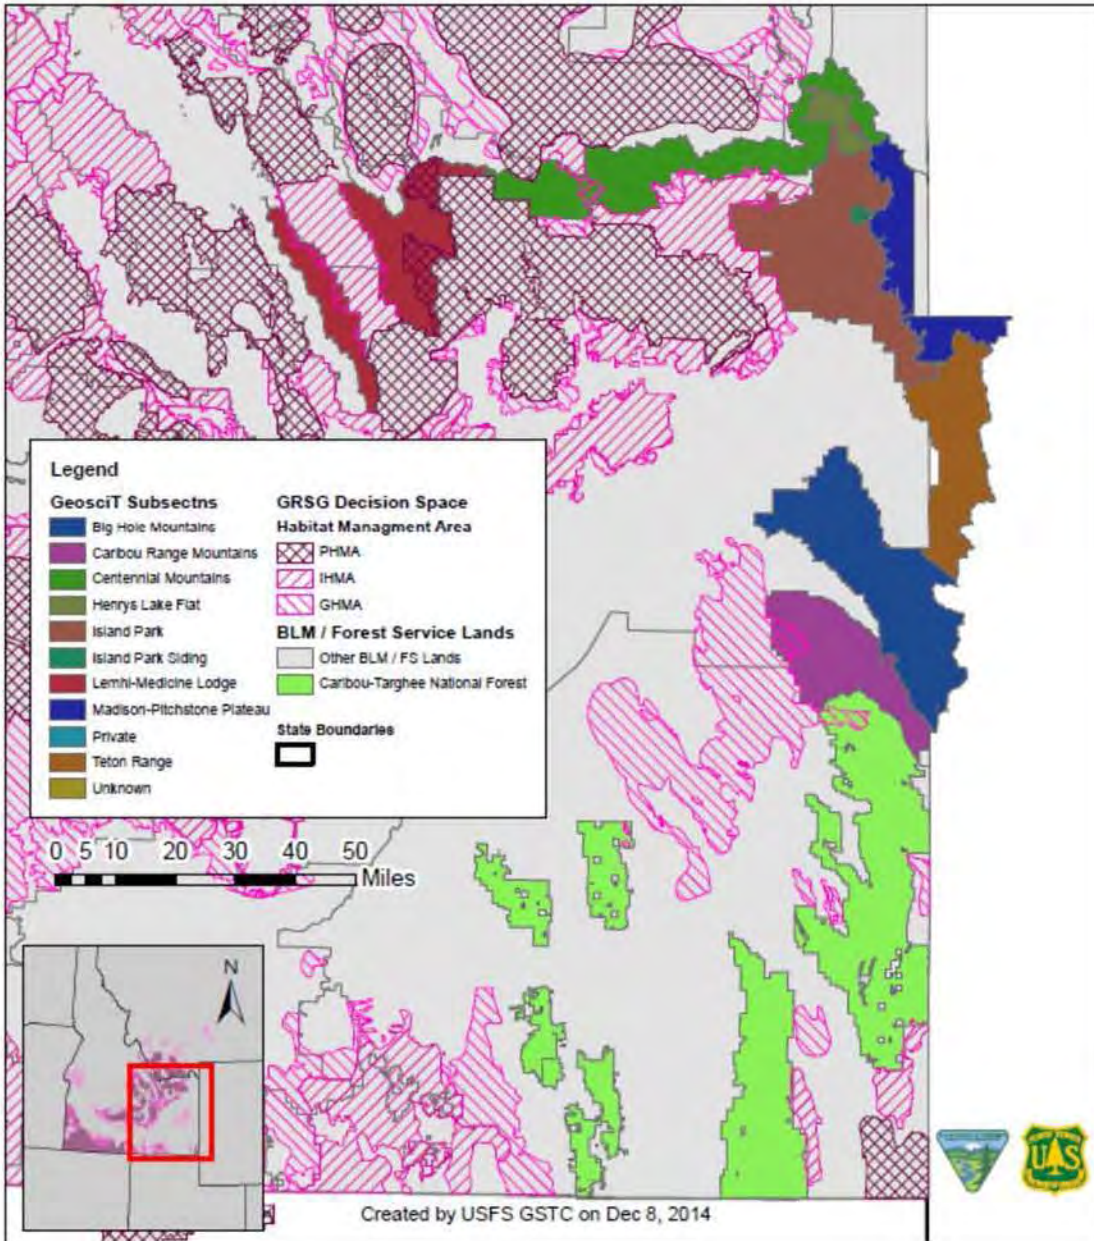 Legend
GeosciT Subsectns
Big Hole Mountains
Caribou Range Mountains
Centennial Mountains
Henrys Lake Flat
Island Park
Island Park Siding
Lemhi-Medicine Lodge
Madison-Pitchstone Plateau
Private
Teton Range
Unknown
GRSG Decision Space
Habitat Managment Area
PHMA
IHMA
GHMA
BLM / Forest Service Lands
Other BLM / FS Lands
Caribou-Targhee National Forest
State Boundaries
0 5 10 20 30 40 50
Miles
N
Created by USFS GSTC on Dec 8, 2014
U S